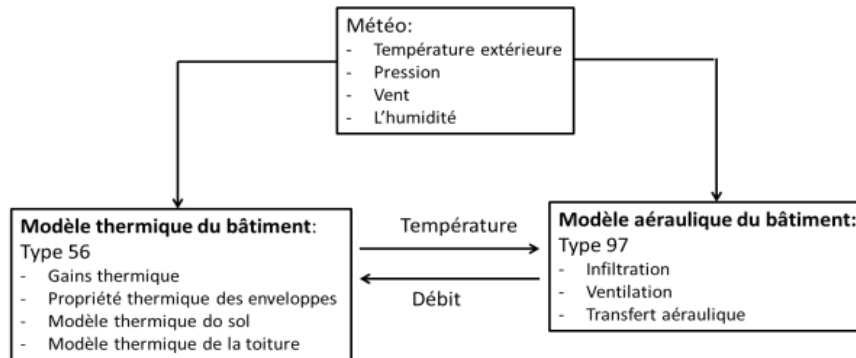 Météo:
- Température extérieure
- Pression
- Vent
- L'humidité
Modèle thermique du bâtiment:
Type 56
- Gains thermique
- Propriété thermique des enveloppes
- Modèle thermique do sol
- Modèle thermique de la toiture
Température
Débit
Modèle aéraulique du bâtiment:
Type 97
- Infiltration
- Ventilation
- Transfert aéraulique